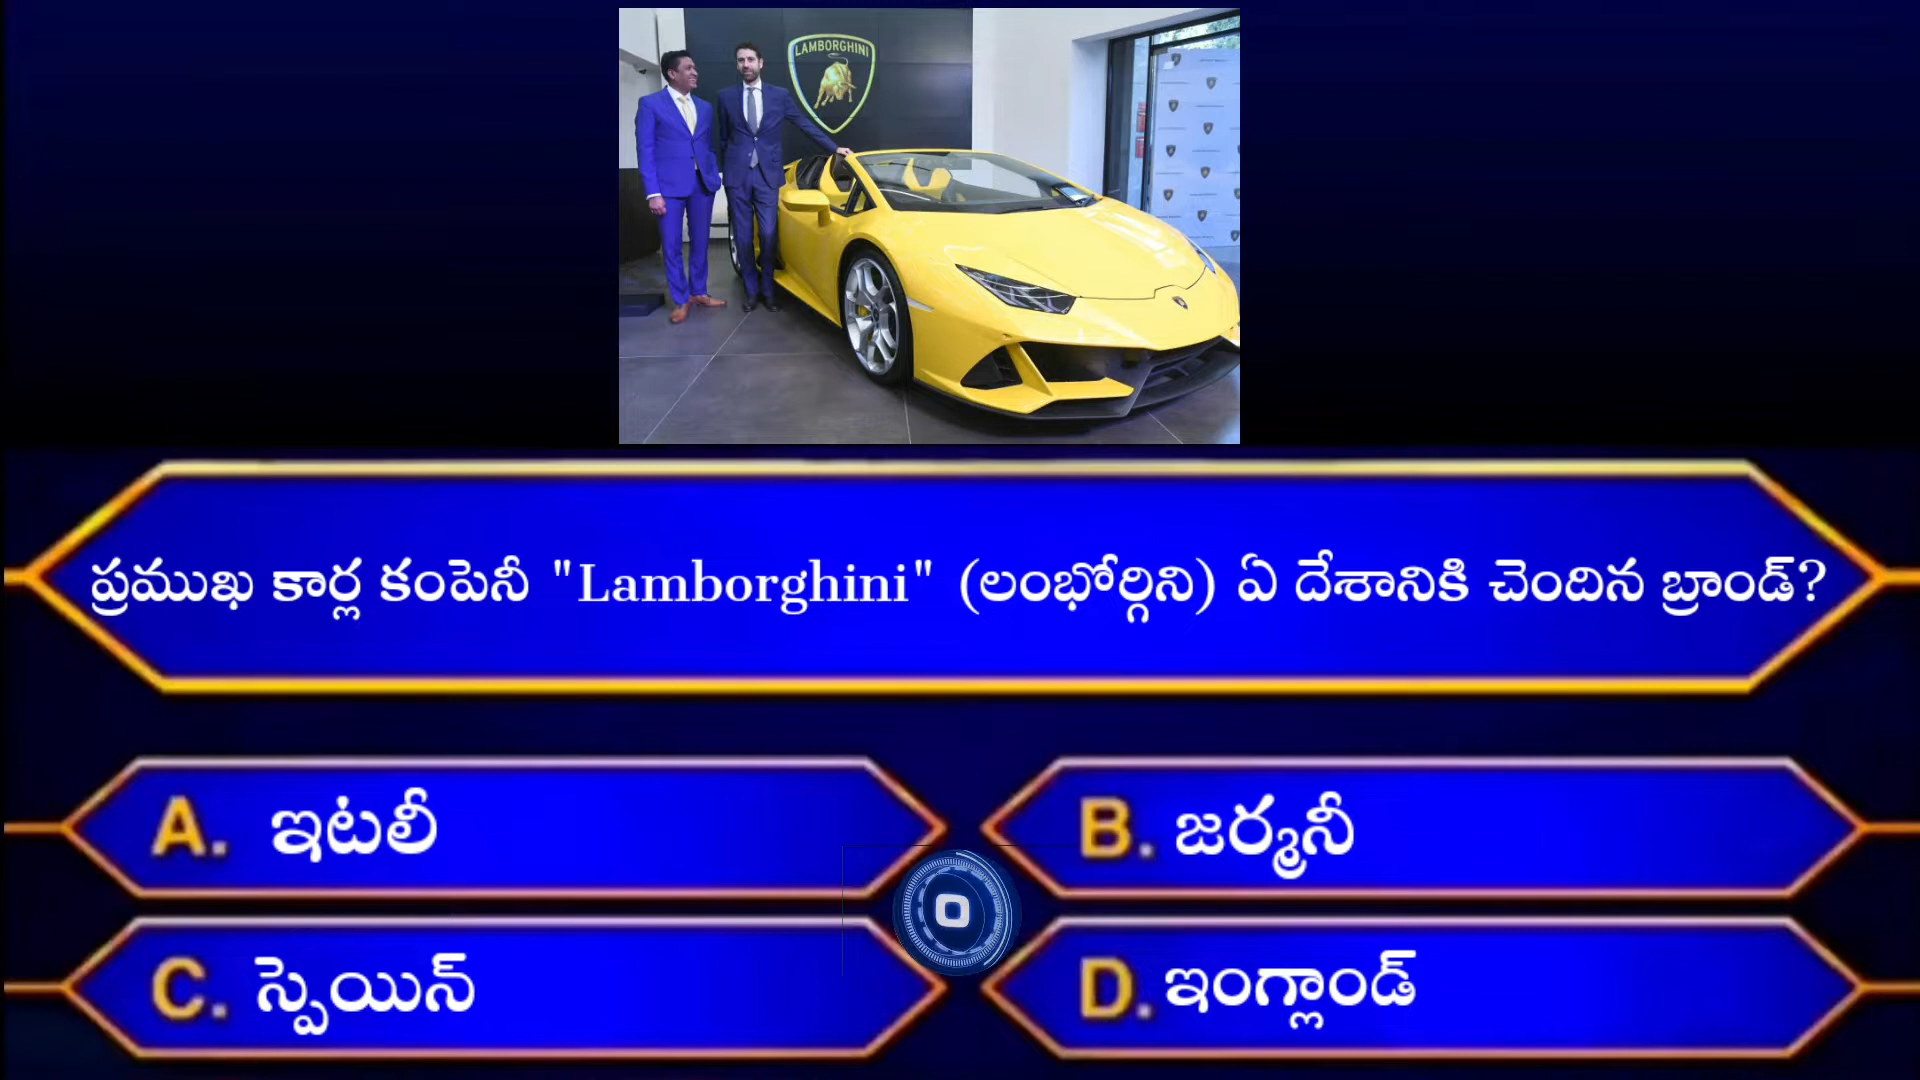 LAMBORGHINI
ప్రముఖ కార్ల కంపెనీ "Lamborghini" (లంభోర్గిని) ఏ దేశానికి చెందిన బ్రాండ్?
A. ఇటలీ
B. జర్మనీ
C. స్పెయిన్
D. ఇంగ్లాండ్
0